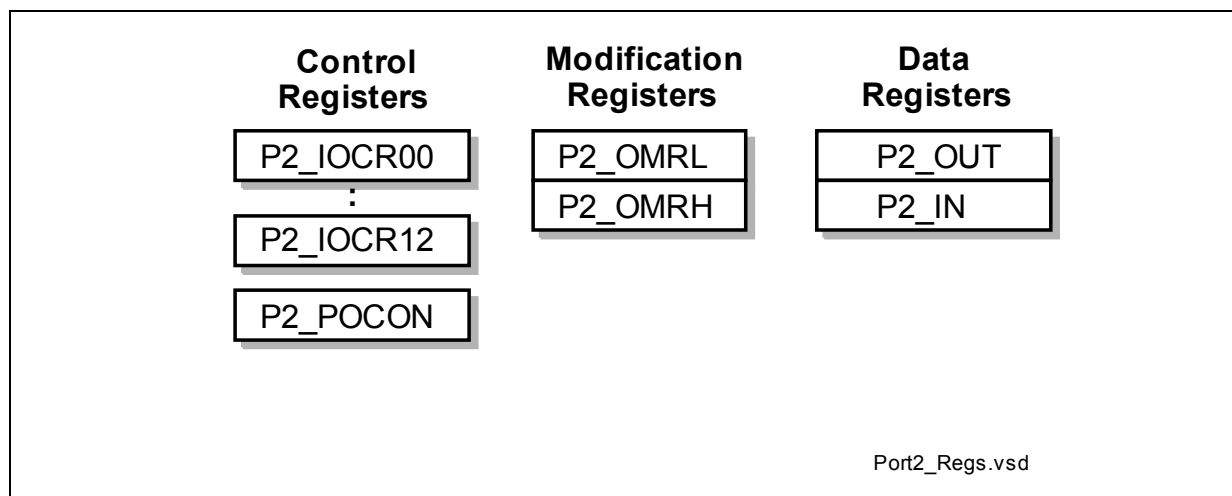 Control
Registers
P2_IOCR00
:
P2_IOCR12
P2_POCON
Modification
Registers
P2_OMRL
P2_OMRH
Data
Registers
P2_OUT
P2_IN
Port2_Regs.vsd